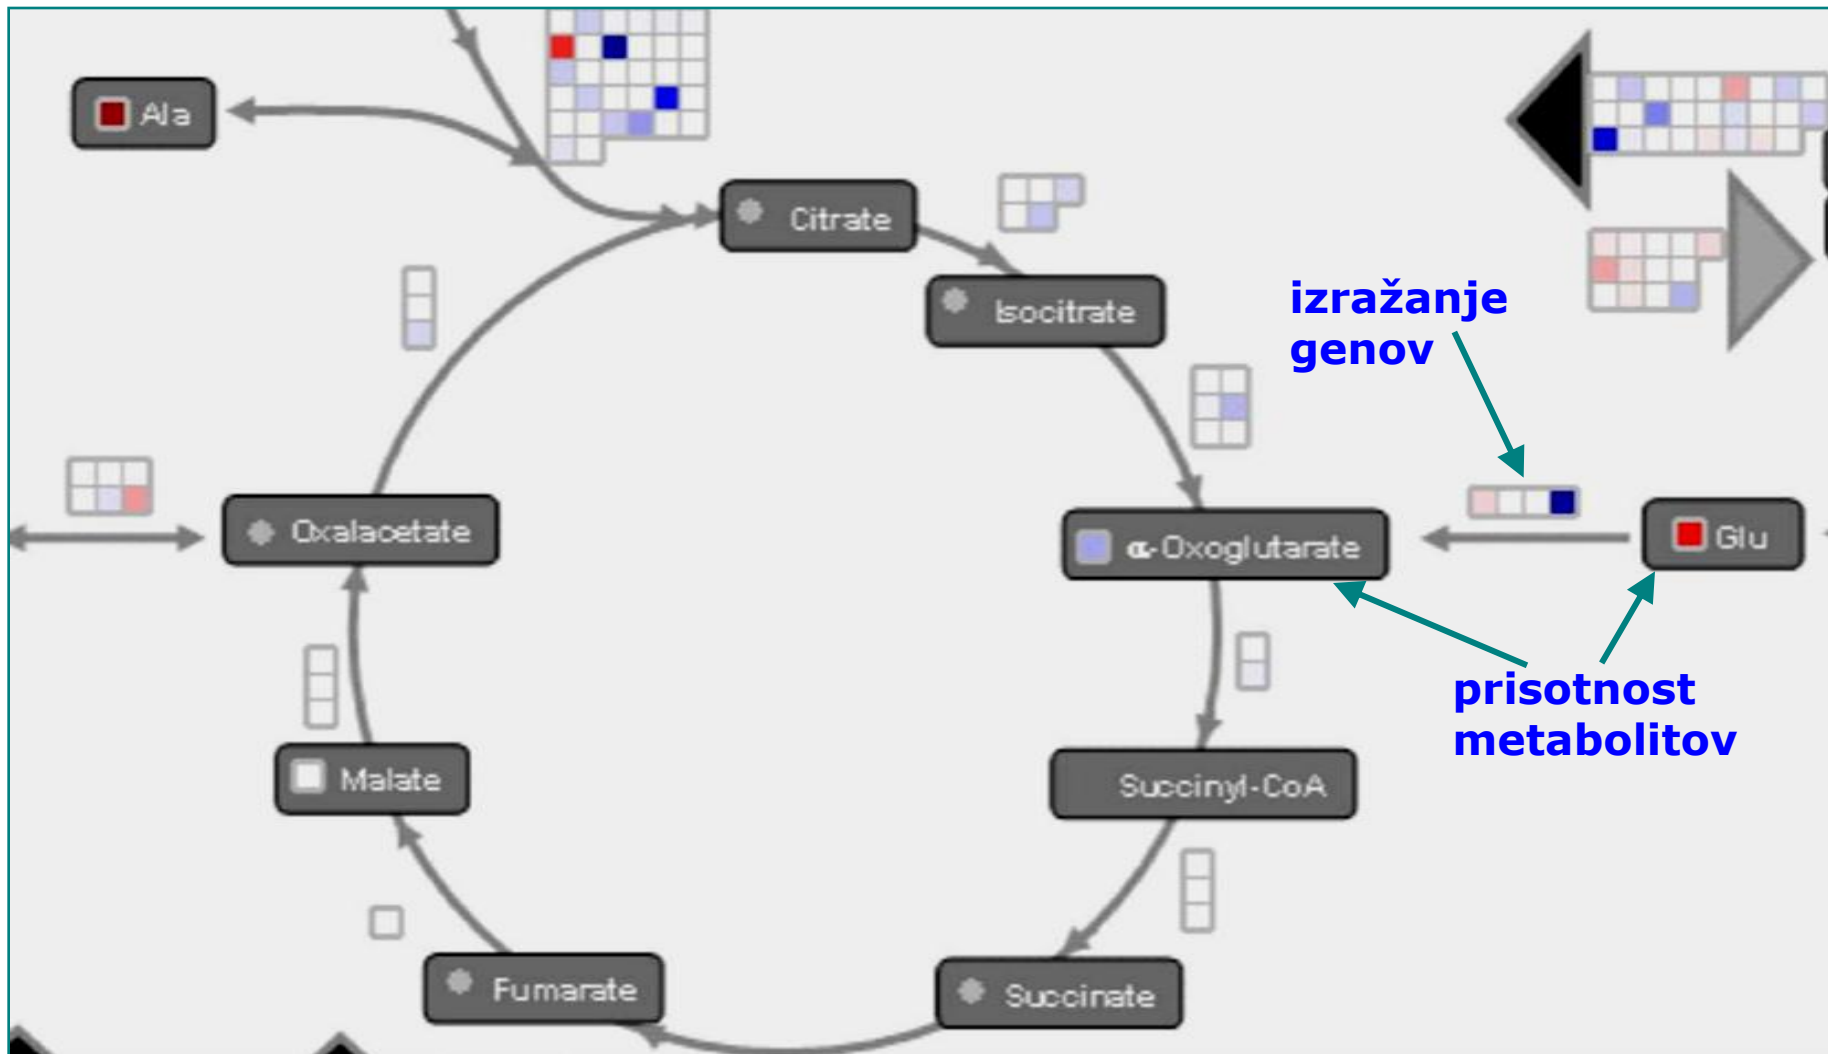 Ala
Citrate
Isocitrate
izražanje
genov
Oxalacetate
α-Oxoglutarate
Glu
prisotnost
metabolitov
Malate
Succinyl-CoA
Fumarate
Succinate